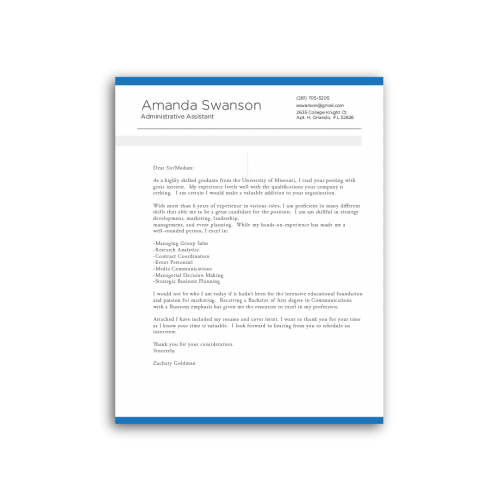 Amanda Swanson
Administrative Assistant
(281) 705-5205
aswanson@gmail.com
2635 College Knight Ct.
Apt. H, Orlando, FL 32826
Dear Sir/Madam:
As a highly skilled graduate from the University of Missouri, I read your posting with
great interest. My experience levels well with the qualifications your company is
seeking. I am certain I would make a valuable addition to your organization.
With more than 6 years of experience in various roles, I am proficient in many different
skills that able me to be a great candidate for the position. I am am skillful in strategy
development, marketing, leadership,
management, and event planning. While my hands-on-experience has made me a
well-rounded person, I excel in:
-Managing Group Sales
-Research Analytics
-Contract Coordination
-Event Personnel
-Media Communications
-Managerial Decision Making
-Strategic Business Planning
I would not be who I am today if it hadn't been for the intensive educational foundation
and passion for marketing. Receiving a Bachelor of Arts degree in Communications
with a Business emphasis has given me the resources to excel in my profession.
Attached I have included my resume and cover letter. I want to thank you for your time
as I know your time is valuable. I look forward to hearing from you to schedule an
interview.
Thank you for your consideration.
Sincerely,
Zachary Goldman